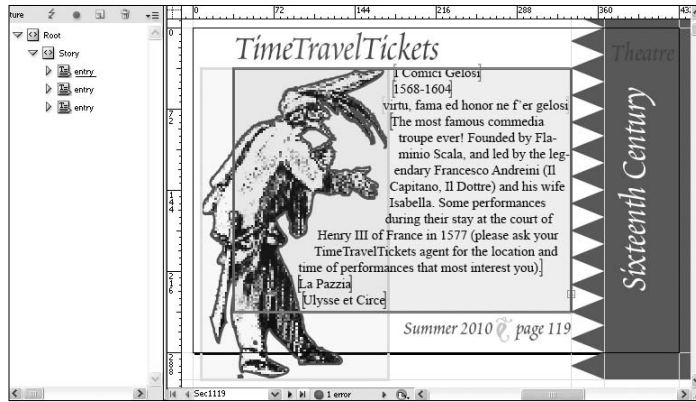 ture
0 72 144 216 288 360 432
Root
Story
entry
entry
entry
0
72
144
216
288
TimeTravelTickets
Theatre
I Comici Gelosi
1568-1604
virtu, fama ed honor ne f'er gelosi
The most famous commedia
troupe ever! Founded by Fla-
minio Scala, and led by the leg-
endary Francesco Andreini (Il
Capitano, Il Dottre) and his wife
Isabella. Some performances
during their stay at the court of
Henry III of France in 1577 (please ask your
TimeTravelTickets agent for the location and
time of performances that most interest you).
La Pazzia
Ulysse et Circe
Sixteenth Century
Summer 2010 page 119
Sec1119
1 error